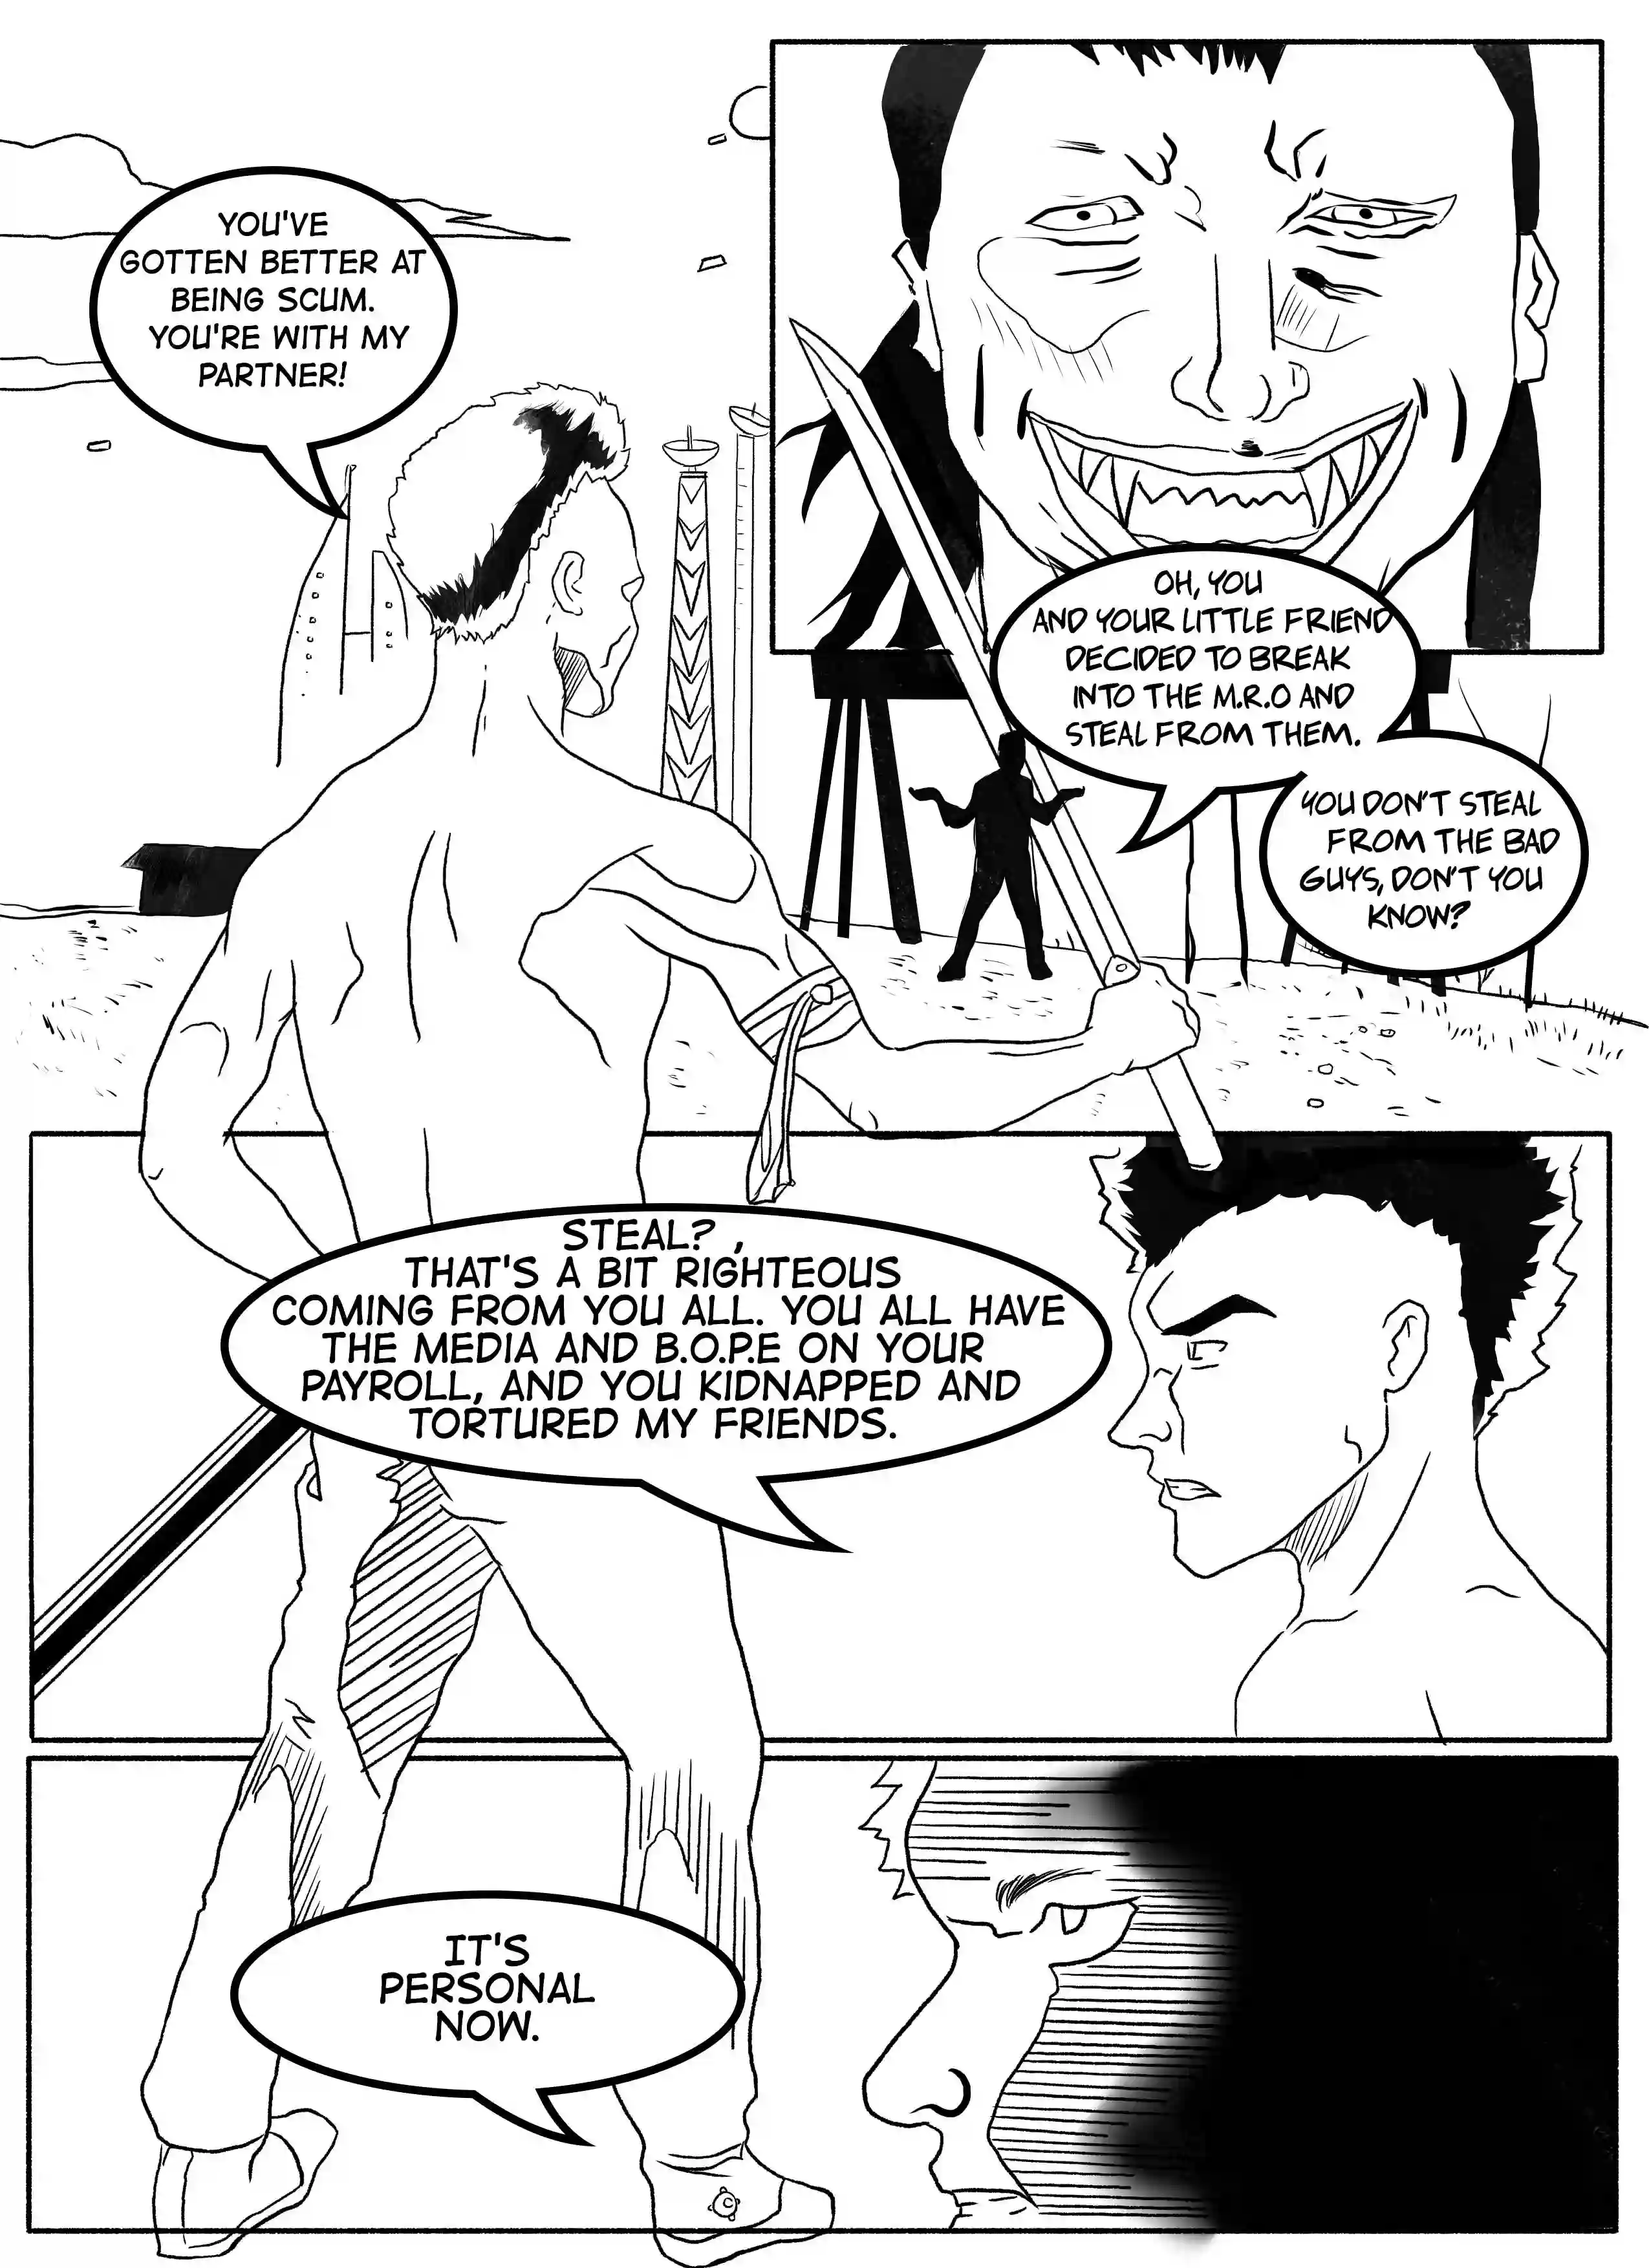 YOU'VE
GOTTEN BETTER AT
BEING SCUM.
YOU'RE WITH MY
PARTNER!
OH, YOU
AND YOUR LITTLE FRIEND
DECIDED TO BREAK
INTO THE M.R.O AND
STEAL FROM THEM.
YOU DON'T STEAL
FROM THE BAD
GUYS, DON'T YOU
KNOW?
STEAL? ,
THAT'S A BIT RIGHTEOUS
COMING FROM YOU ALL. YOU ALL HAVE
THE MEDIA AND B.O.P.E ON YOUR
PAYROLL, AND YOU KIDNAPPED AND
TORTURED MY FRIENDS.
IT'S
PERSONAL
NOW.
C